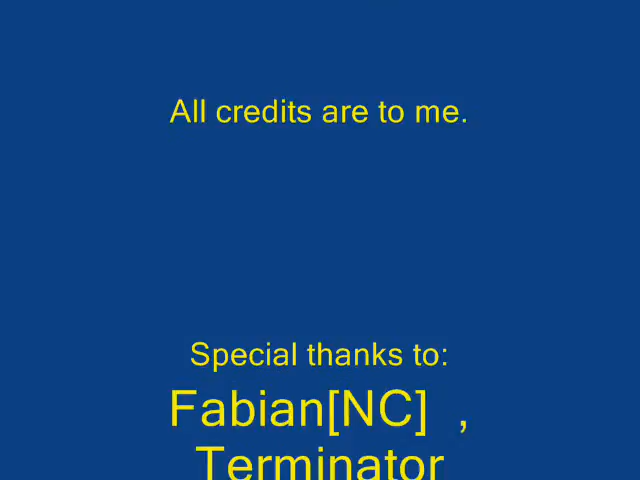 All credits are to me.
Special thanks to:
Fabian[NC] ,
Terminator